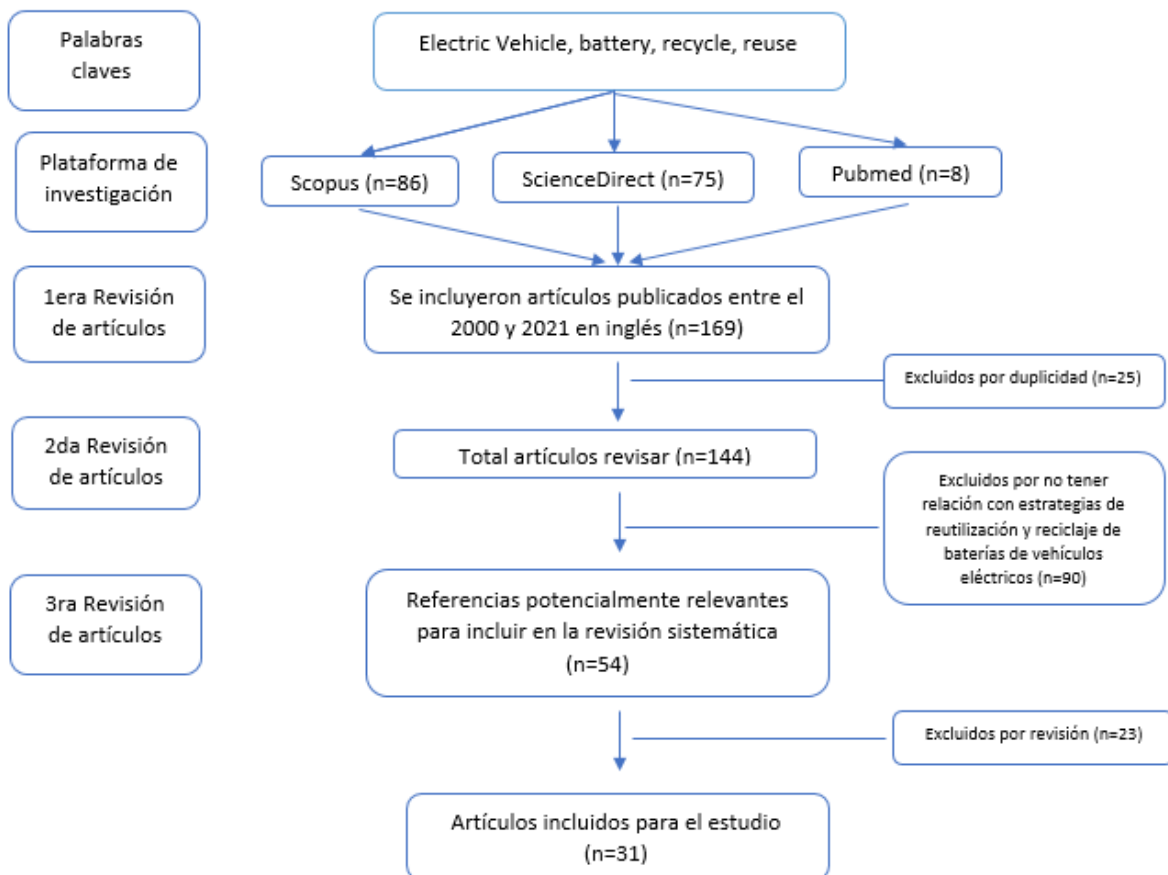 Palabras
claves
Electric Vehicle, battery, recycle, reuse
Plataforma de
investigación
Scopus (n=86)
ScienceDirect (n=75)
Pubmed (n=8)
1era Revisión
de artículos
Se incluyeron artículos publicados entre el
2000 y 2021 en inglés (n=169)
Excluidos por duplicidad (n=25)
2da Revisión
de artículos
Total artículos revisar (n=144)
Excluidos por no tener
relación con estrategias de
reutilización y reciclaje de
baterías de vehículos
eléctricos (n=90)
3ra Revisión
de artículos
Referencias potencialmente relevantes
para incluir en la revisión sistemática
(n=54)
Excluidos por revisión (n=23)
Artículos incluidos para el estudio
(n=31)